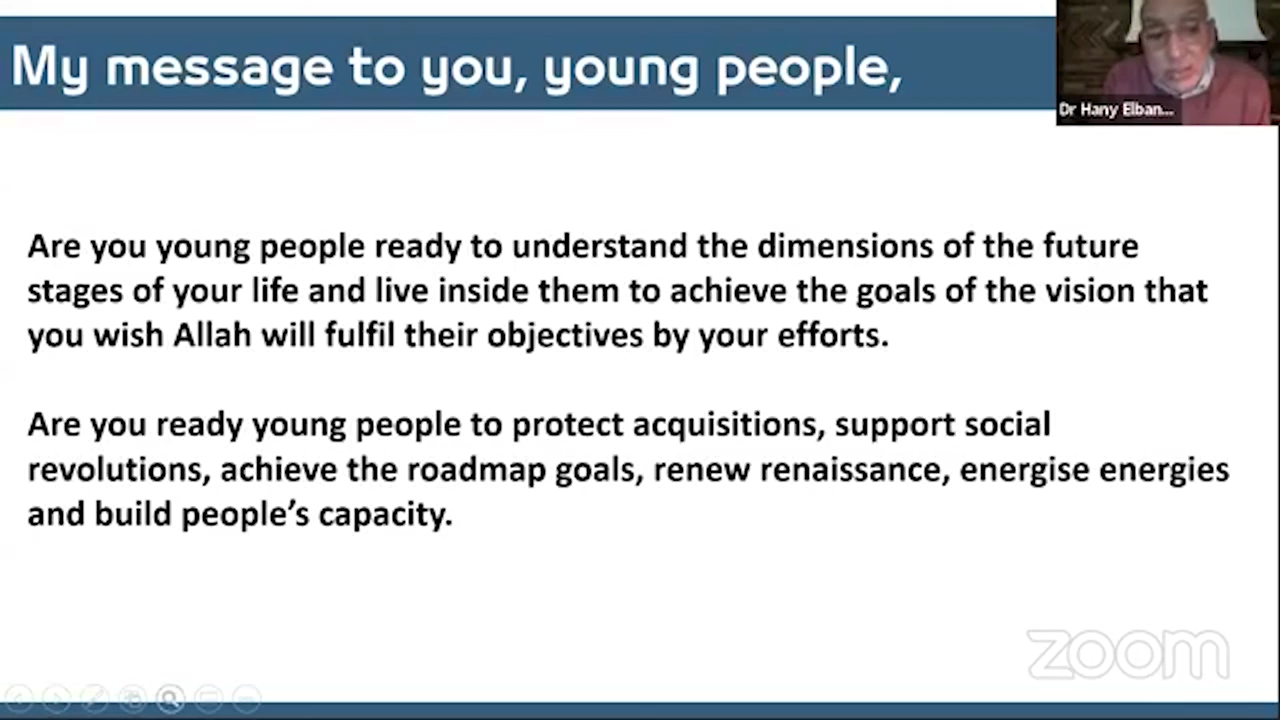 My message to you, young people,
Dr Hany Elban...
Are you young people ready to understand the dimensions of the future
stages of your life and live inside them to achieve the goals of the vision that
you wish Allah will fulfil their objectives by your efforts.
Are you ready young people to protect acquisitions, support social
revolutions, achieve the roadmap goals, renew renaissance, energise energies
and build people’s capacity.
zoom